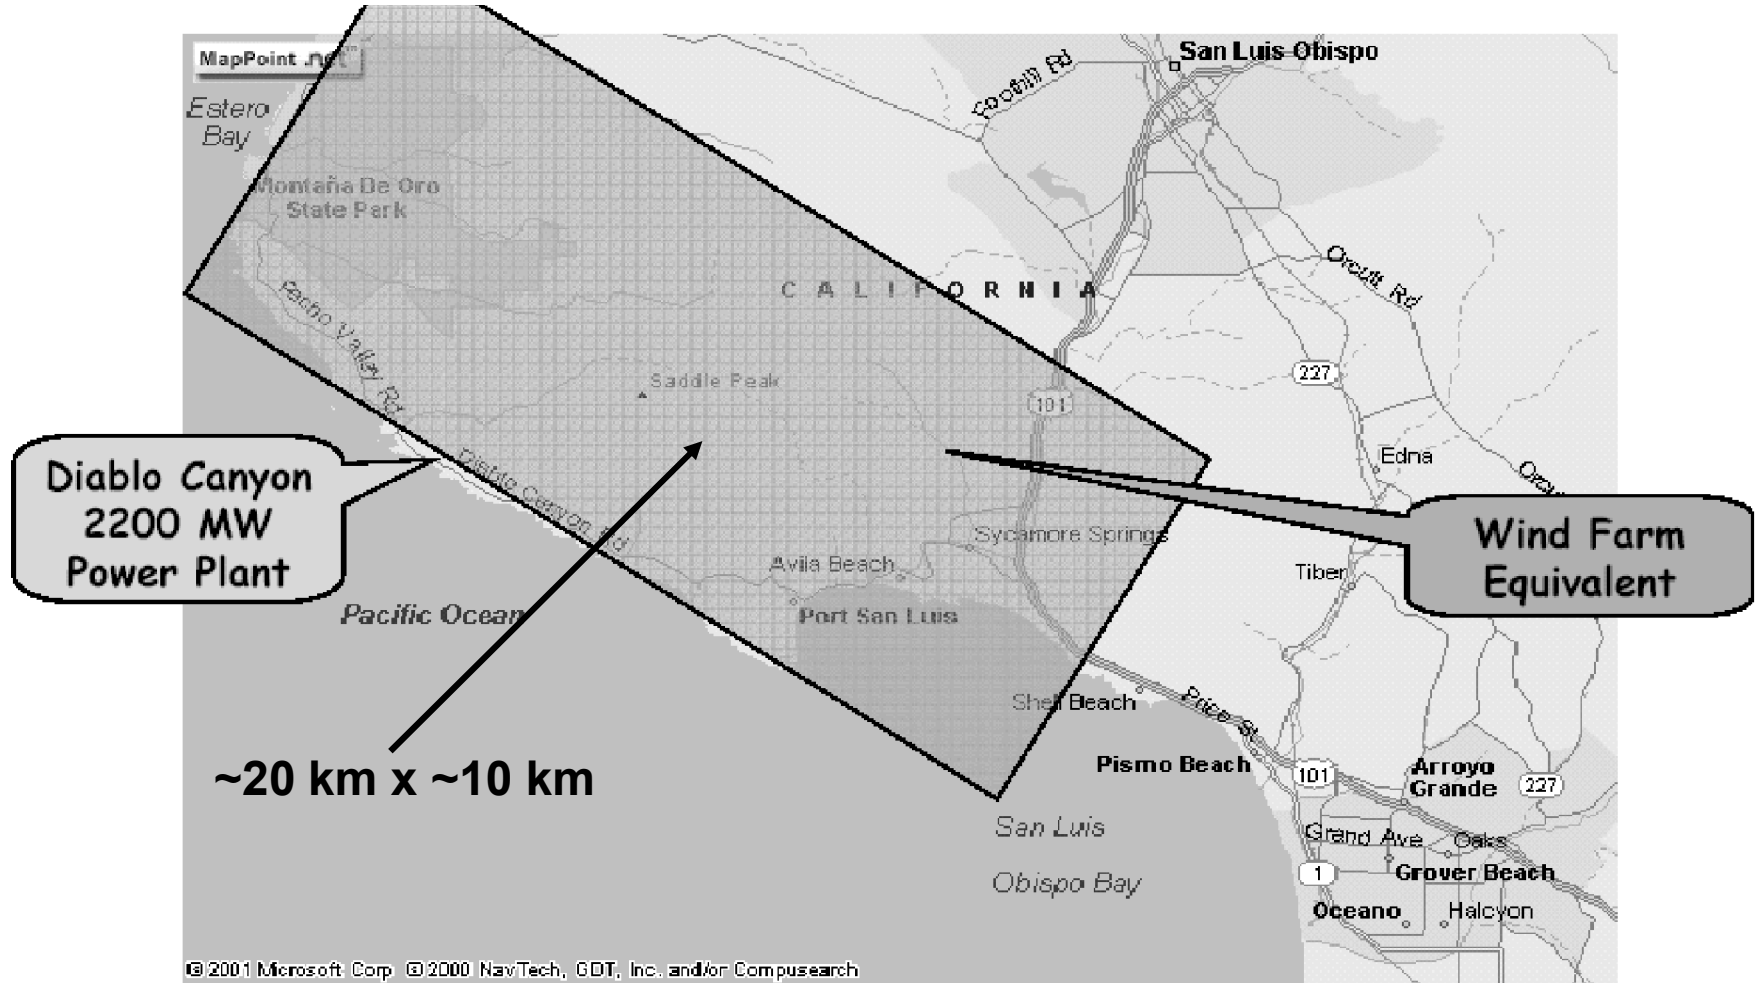 MapPoint .net
San Luis Obispo
Foothill Rd
Estero
Bay
Montaña De Oro
State Park
Orcutt Rd
CALIFORNIA
Pecho Valley Rd
227
Saddle Peak
101
Diablo Canyon
2200 MW
Power Plant
Edna
Diablo Canyon Rd
Wind Farm
Equivalent
Sycamore Springs
Avila Beach
Tiber
Pacific Ocean
Port San Luis
Shell Beach
Price St
~20 km x ~10 km
Pismo Beach
101
Arroyo
Grande
227
San Luis
Obispo Bay
Grand Ave
Oaks
1
Grover Beach
Oceano
Halcyon
© 2001 Microsoft Corp © 2000 NavTech, GDT, Inc. and/or Compusearch